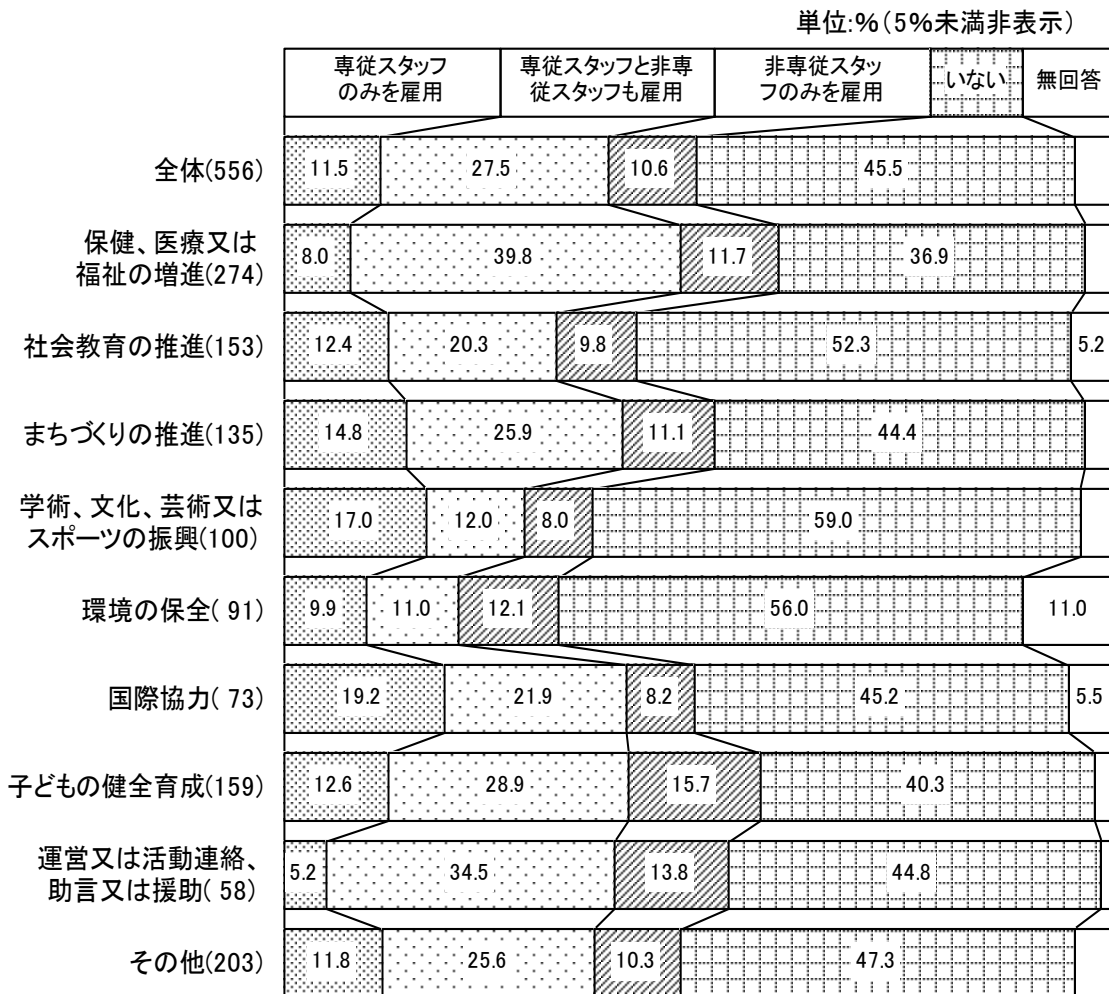 単位:%(5%未満非表示)
専従スタッフ
のみを雇用
専従スタッフと非専
従スタッフも雇用
非専従スタッ
フのみを雇用
いない
無回答
全体(556)
11.5 27.5 10.6 45.5
保健、医療又は
福祉の増進(274)
8.0 39.8 11.7 36.9
社会教育の推進(153)
12.4 20.3 9.8 52.3 5.2
まちづくりの推進(135)
14.8 25.9 11.1 44.4
学術、文化、芸術又は
スポーツの振興(100)
17.0 12.0 8.0 59.0
環境の保全( 91)
9.9 11.0 12.1 56.0 11.0
国際協力( 73)
19.2 21.9 8.2 45.2 5.5
子どもの健全育成(159)
12.6 28.9 15.7 40.3
運営又は活動連絡、
助言又は援助( 58)
5.2 34.5 13.8 44.8
その他(203)
11.8 25.6 10.3 47.3